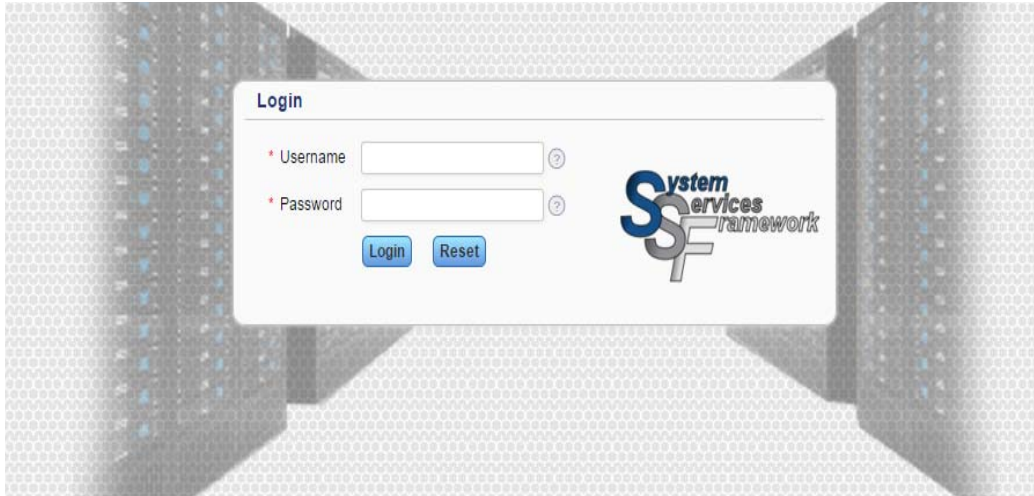 Login
* Username ?
* Password ?
Login Reset
System
Services
Framework